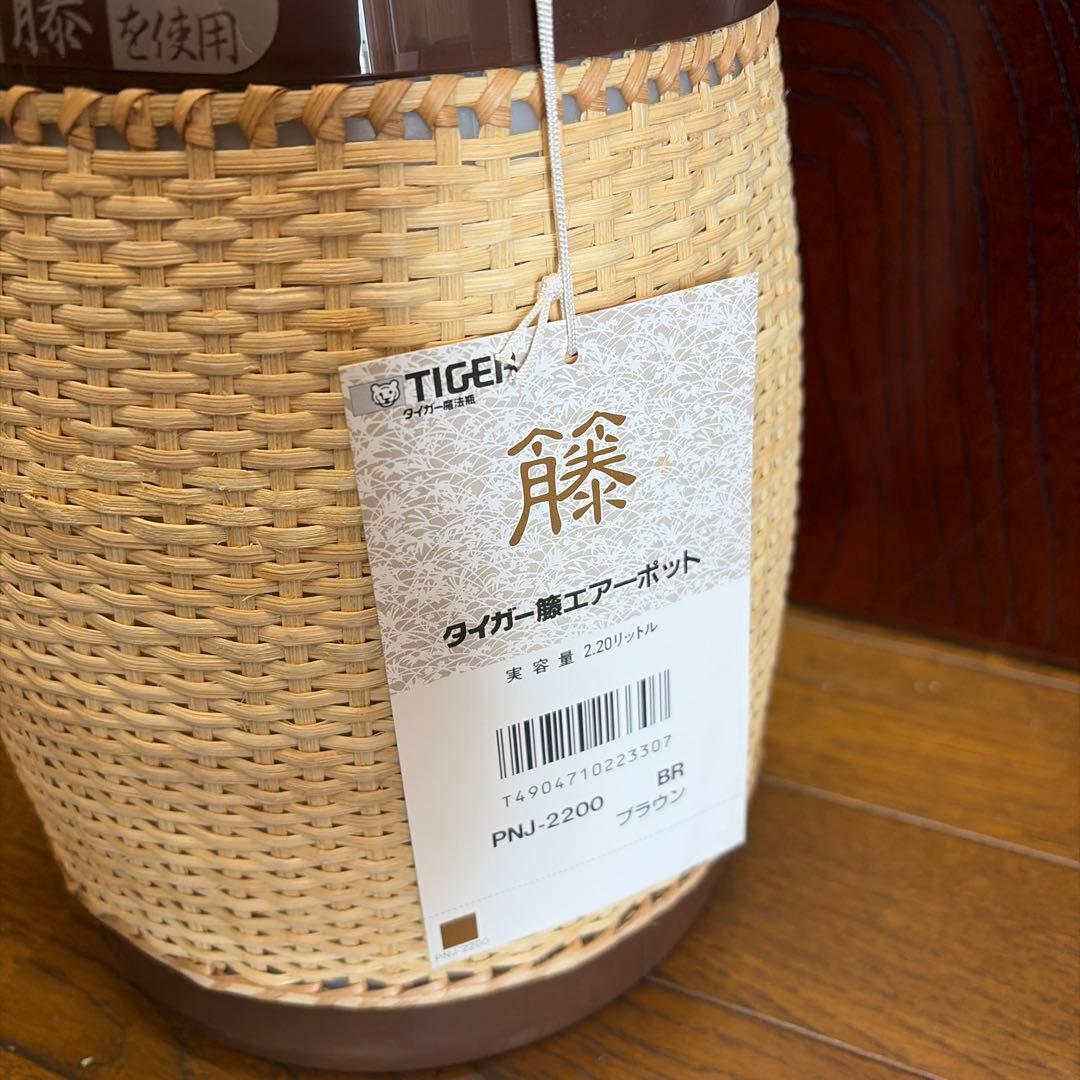 籐を使用
TIGER
タイガー魔法瓶
籐
タイガー籐エアーポット
実容量 2.20リットル
T4904710223307
PNJ-2200 BR
ブラウン
PNJ-2200